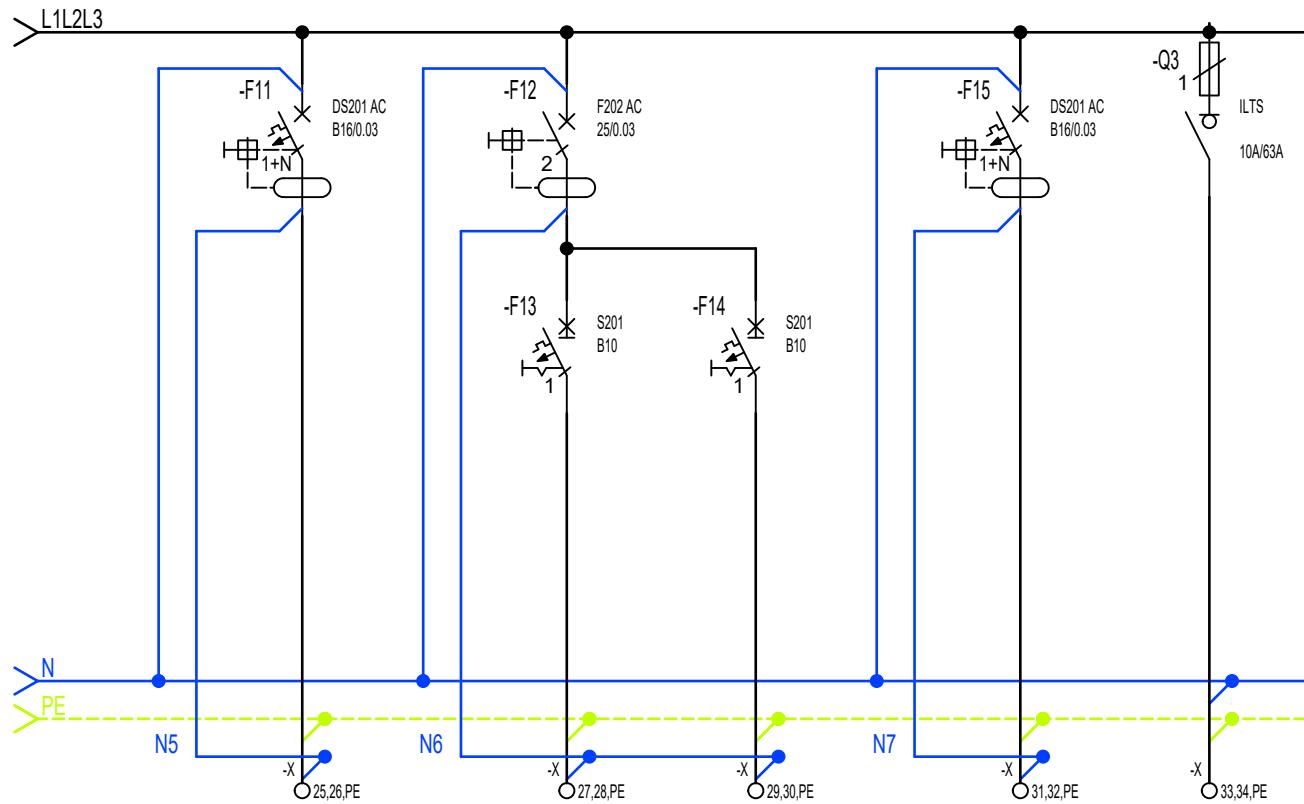 L1L2L3
-F11
DS201 AC
B16/0.03
1+N
-F12
F202 AC
25/0.03
2
-F15
DS201 AC
B16/0.03
1+N
-Q3
1
ILTS
10A/63A
-F13
S201
B10
1
-F14
S201
B10
1
N
PE
N5
N6
N7
-X
25,26,PE
-X
27,28,PE
-X
29,30,PE
-X
31,32,PE
-X
33,34,PE